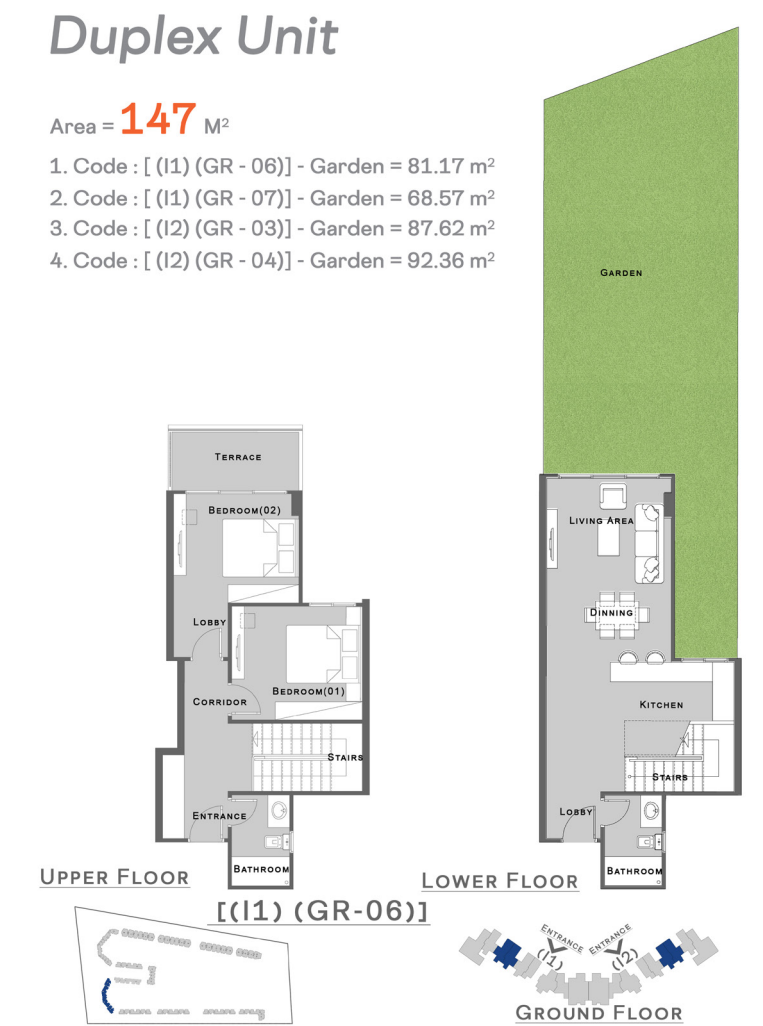 Duplex Unit
Area = 147 M²
1. Code : [ (I1) (GR - 06)] - Garden = 81.17 m²
2. Code : [ (I1) (GR - 07)] - Garden = 68.57 m²
3. Code : [ (I2) (GR - 03)] - Garden = 87.62 m²
4. Code : [ (I2) (GR - 04)] - Garden = 92.36 m²
GARDEN
TERRACE
BEDROOM(02)
LOBBY
BEDROOM(01)
CORRIDOR
STAIRS
ENTRANCE
BATHROOM
UPPER FLOOR
LIVING AREA
DINNING
KITCHEN
STAIRS
LOBBY
BATHROOM
LOWER FLOOR
[(I1) (GR-06)]
ENTRANCE
(I1)
ENTRANCE
(I2)
GROUND FLOOR